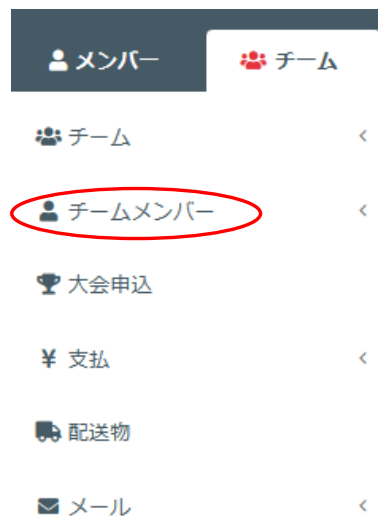 メンバー チーム
チーム
チームメンバー
大会申込
¥ 支払
配送物
メール